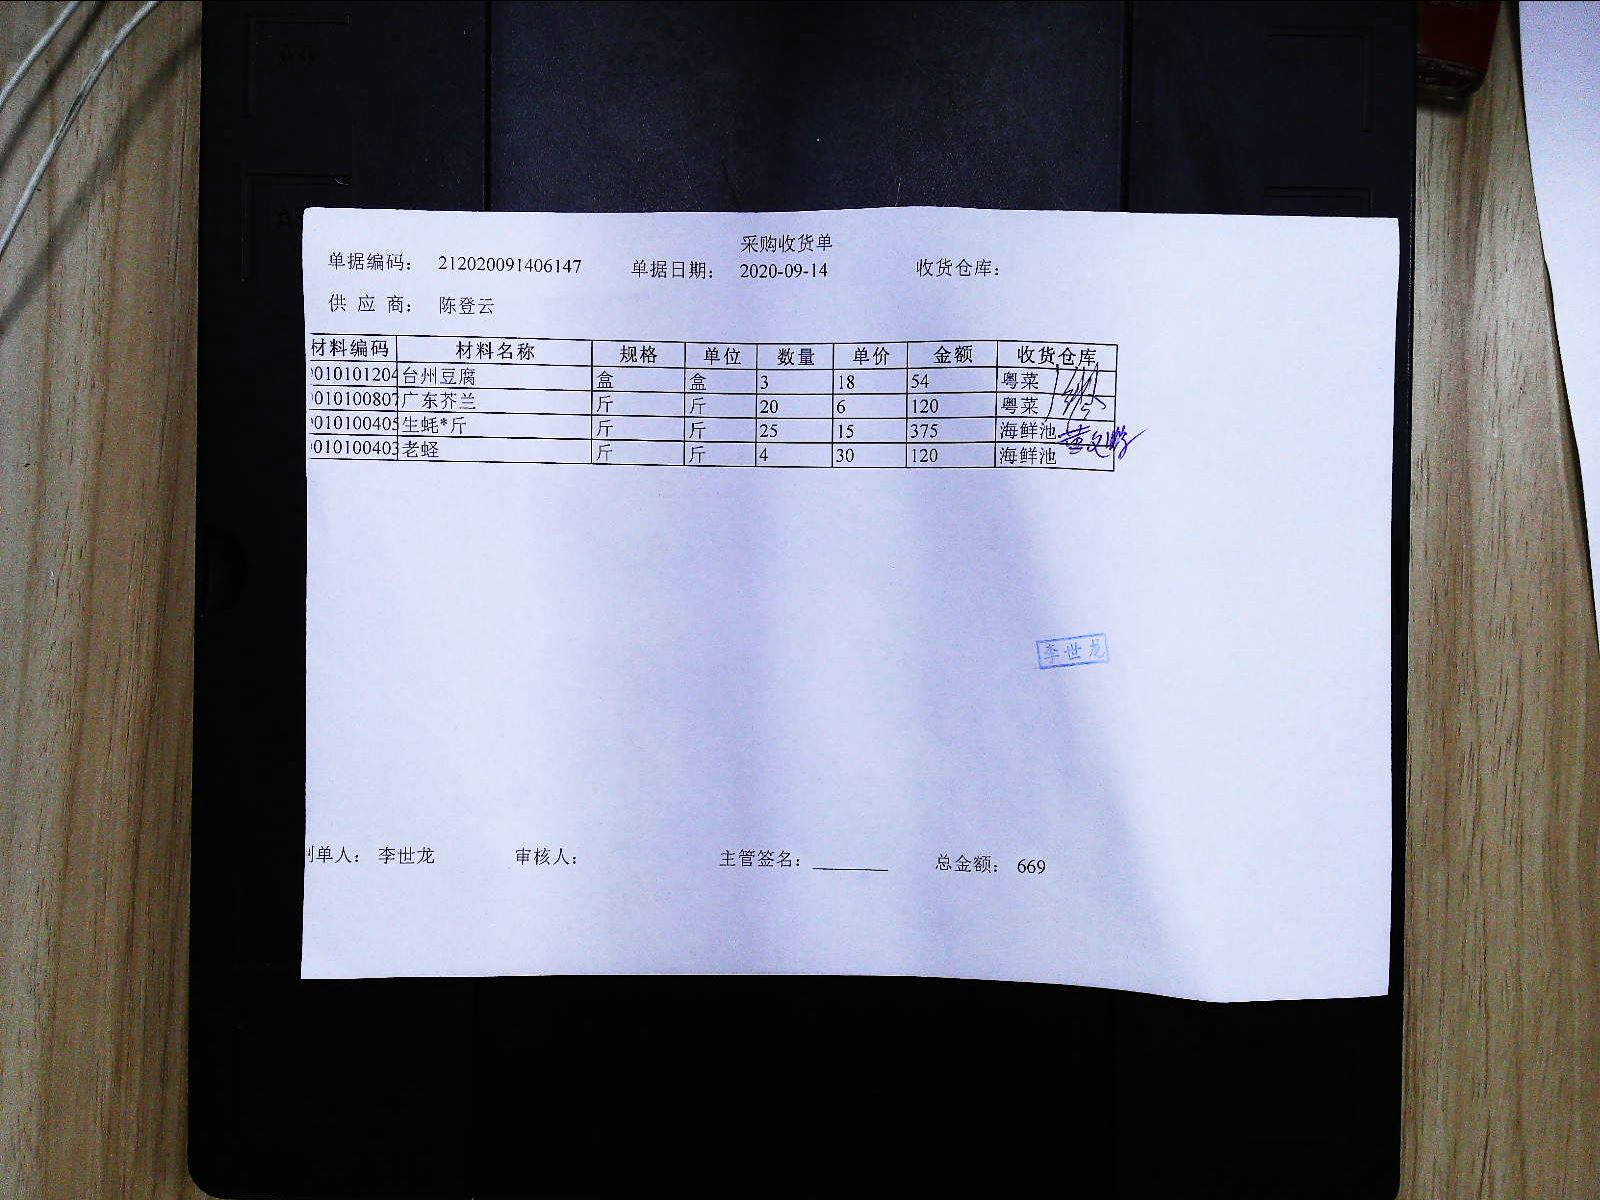 采购收货单
单据编码: 212020091406147 单据日期: 2020-09-14 收货仓库:
供 应 商: 陈登云
材料编码 材料名称 规格 单位 数量 单价 金额 收货仓库
010101204 台州豆腐 盒 盒 3 18 54 粤菜
010100807 广东芥兰 斤 斤 20 6 120 粤菜
010100405 生蚝*斤 斤 斤 25 15 375 海鲜池
010100403 老蛏 斤 斤 4 30 120 海鲜池
李世龙
制单人: 李世龙 审核人: 主管签名: 总金额: 669